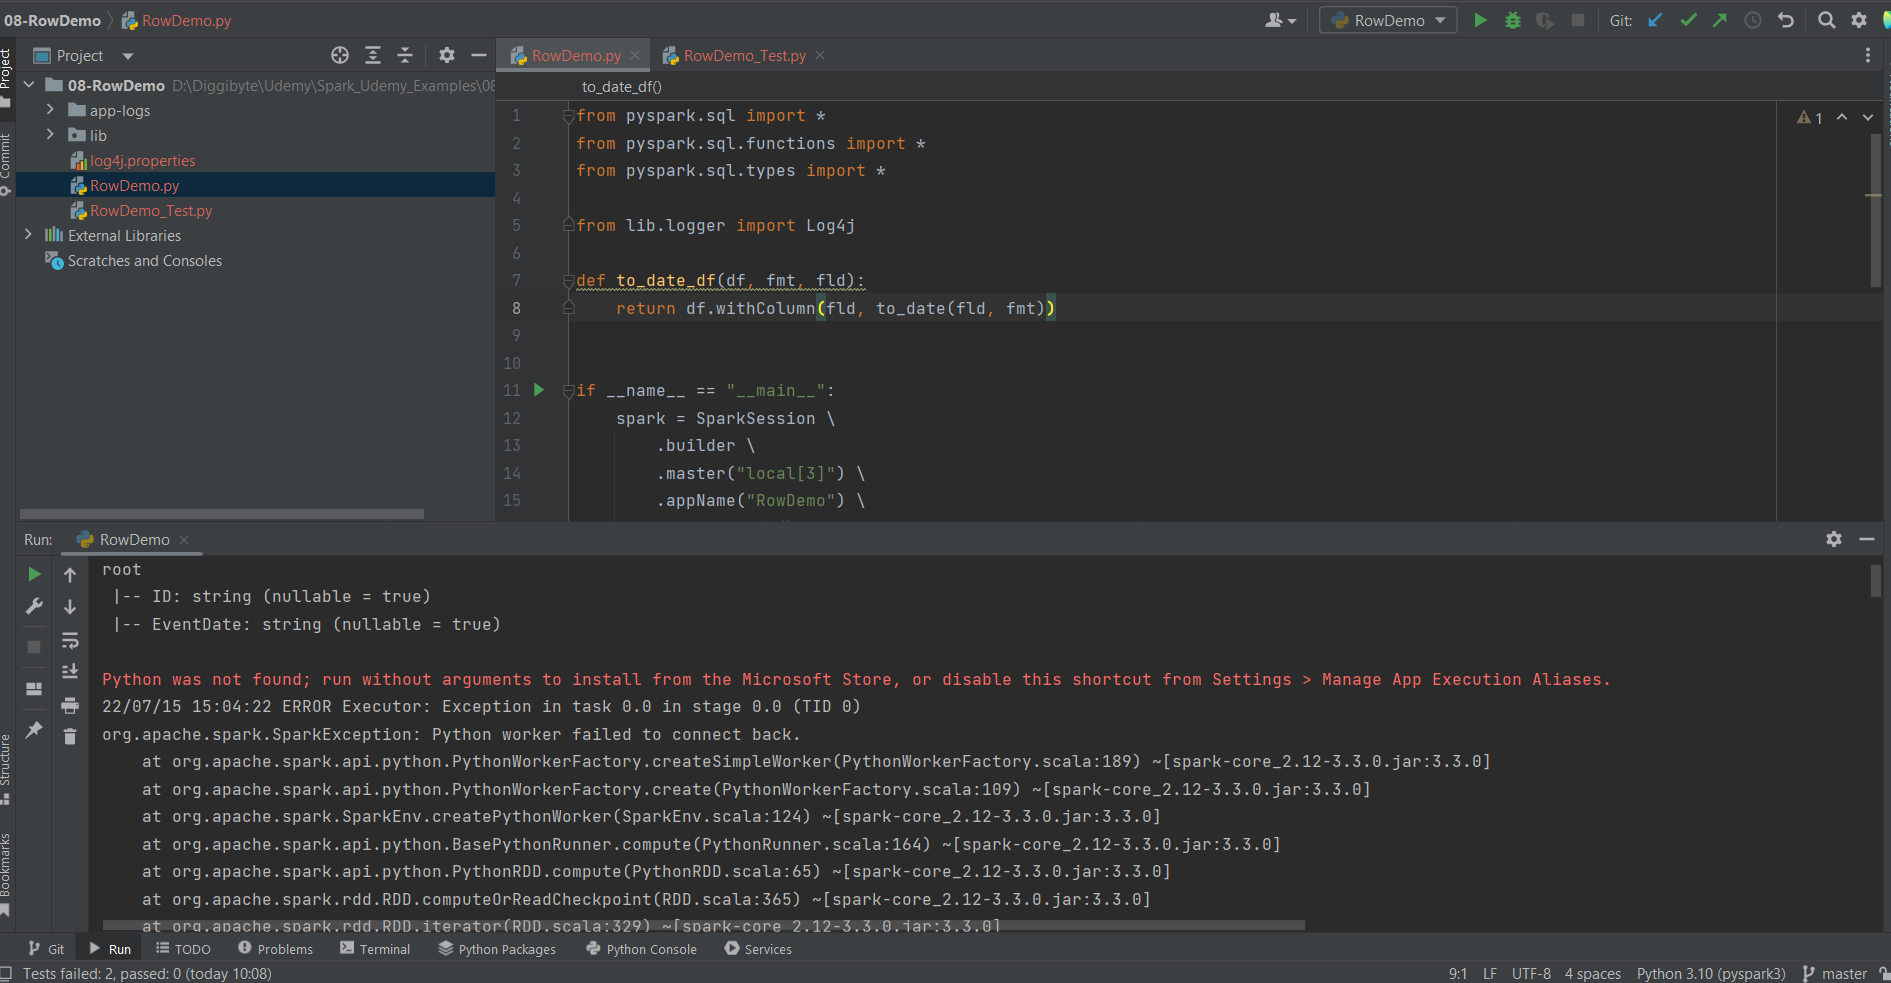 08-RowDemo RowDemo.py RowDemo Git:
Project RowDemo.py RowDemo_Test.py
08-RowDemo D:\Diggibyte\Udemy\Spark_Udemy_Examples\08
app-logs
lib
log4j.properties
RowDemo.py
RowDemo_Test.py
External Libraries
Scratches and Consoles
Project
Commit
Structure
Bookmarks
to_date_df()
1 from pyspark.sql import *
2 from pyspark.sql.functions import *
3 from pyspark.sql.types import *
4
5 from lib.logger import Log4j
6
7 def to_date_df(df, fmt, fld):
8 return df.withColumn(fld, to_date(fld, fmt))
9
10
11 if __name__ == "__main__":
12 spark = SparkSession \
13 .builder \
14 .master("local[3]") \
15 .appName("RowDemo") \
1
Run: RowDemo
root
|-- ID: string (nullable = true)
|-- EventDate: string (nullable = true)
Python was not found; run without arguments to install from the Microsoft Store, or disable this shortcut from Settings > Manage App Execution Aliases.
22/07/15 15:04:22 ERROR Executor: Exception in task 0.0 in stage 0.0 (TID 0)
org.apache.spark.SparkException: Python worker failed to connect back.
at org.apache.spark.api.python.PythonWorkerFactory.createSimpleWorker(PythonWorkerFactory.scala:189) ~[spark-core_2.12-3.3.0.jar:3.3.0]
at org.apache.spark.api.python.PythonWorkerFactory.create(PythonWorkerFactory.scala:109) ~[spark-core_2.12-3.3.0.jar:3.3.0]
at org.apache.spark.SparkEnv.createPythonWorker(SparkEnv.scala:124) ~[spark-core_2.12-3.3.0.jar:3.3.0]
at org.apache.spark.api.python.BasePythonRunner.compute(PythonRunner.scala:164) ~[spark-core_2.12-3.3.0.jar:3.3.0]
at org.apache.spark.api.python.PythonRDD.compute(PythonRDD.scala:65) ~[spark-core_2.12-3.3.0.jar:3.3.0]
at org.apache.spark.rdd.RDD.computeOrReadCheckpoint(RDD.scala:365) ~[spark-core_2.12-3.3.0.jar:3.3.0]
at org.apache.spark.rdd.RDD.iterator(RDD.scala:329) ~[spark-core_2.12-3.3.0.jar:3.3.0]
Git Run TODO Problems Terminal Python Packages Python Console Services
Tests failed: 2, passed: 0 (today 10:08) 9:1 LF UTF-8 4 spaces Python 3.10 (pyspark3) master